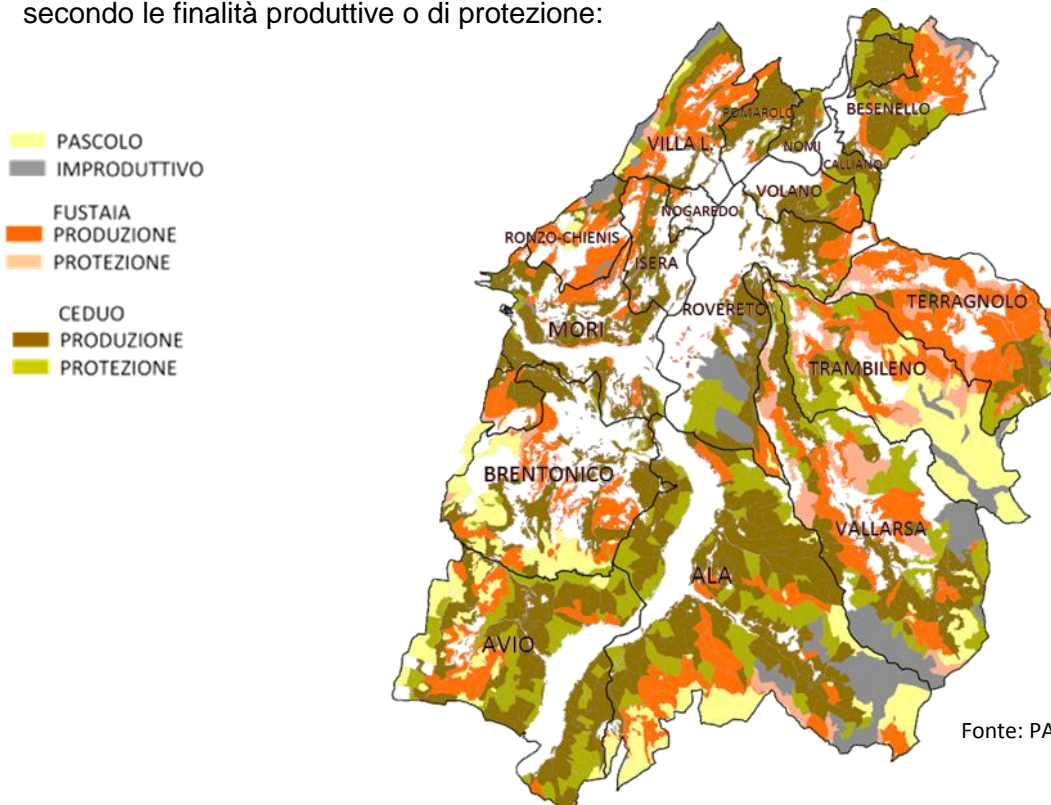 secondo le finalità produttive o di protezione:
PASCOLO
IMPRODUTTIVO
FUSTAIA
PRODUZIONE
PROTEZIONE
CEDUO
PRODUZIONE
PROTEZIONE
BESENELLO
POMAROLO
VILLA L.
NOMI
CALLIANO
VOLANO
NOGAREDO
RONZO-CHIENIS
ISERA
TERRAGNOLO
ROVERETO
MORI
TRAMBILENO
BRENTONICO
VALLARSA
ALA
AVIO
Fonte: PA